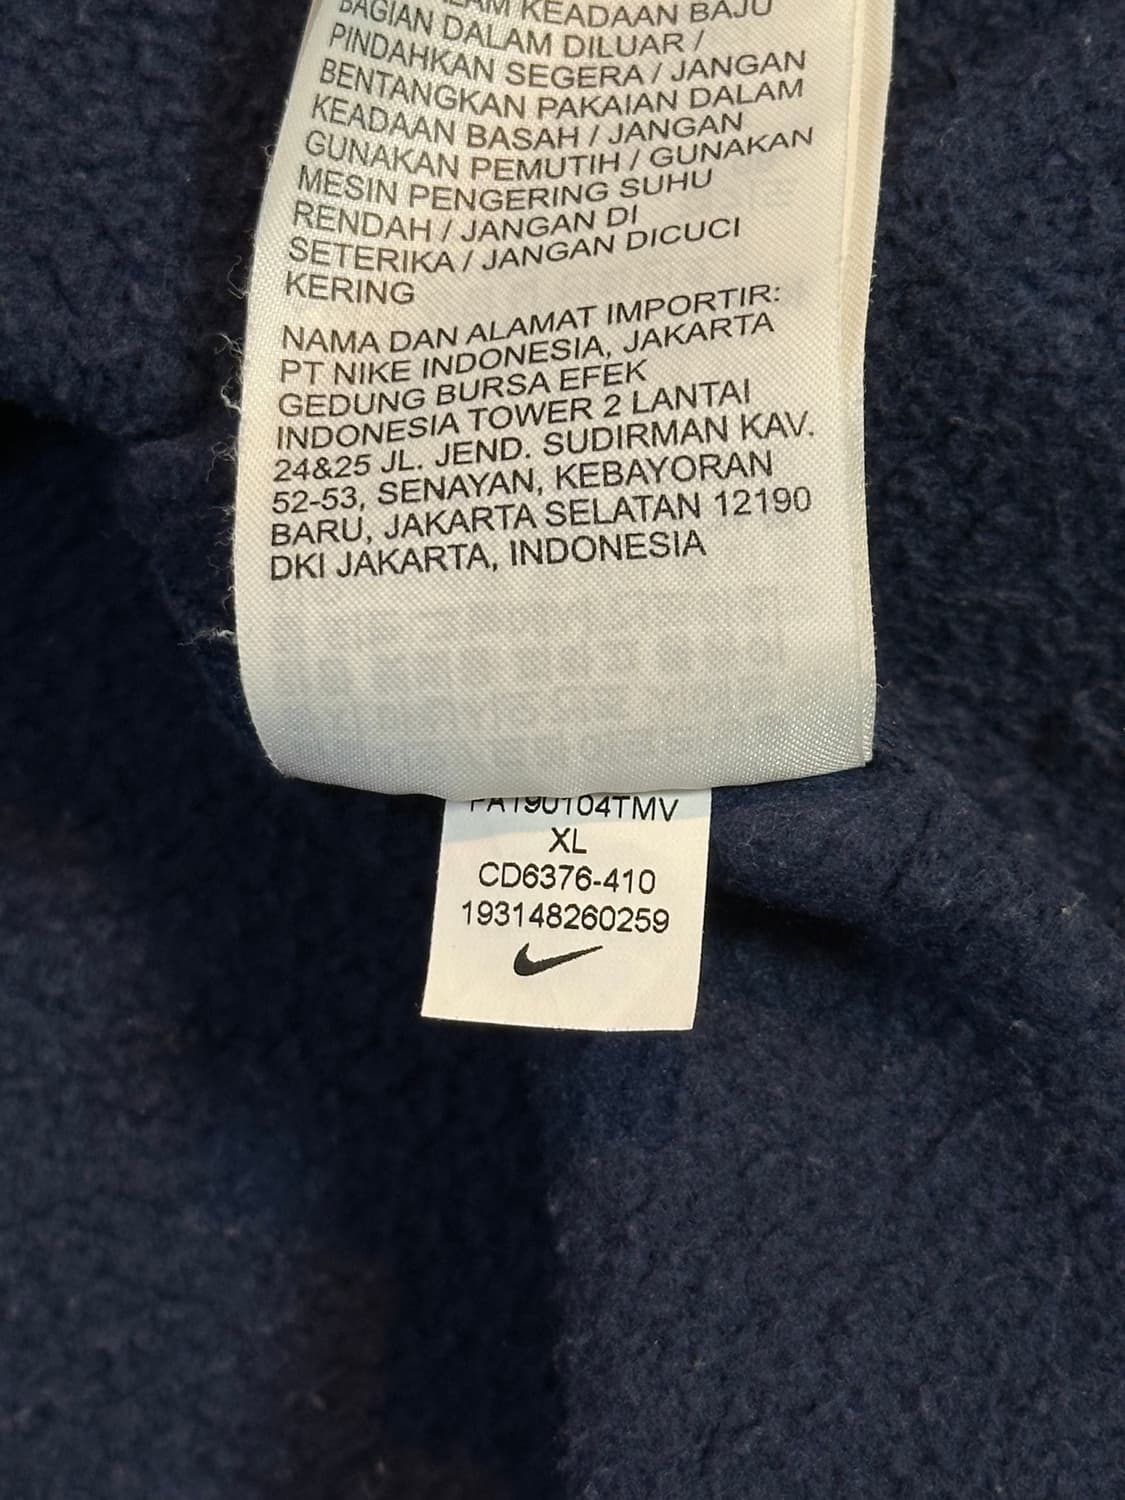 KEADAAN BAJU
BAGIAN DALAM DILUAR /
PINDAHKAN SEGERA / JANGAN
BENTANGKAN PAKAIAN DALAM
KEADAAN BASAH / JANGAN
GUNAKAN PEMUTIH / GUNAKAN
MESIN PENGERING SUHU
RENDAH / JANGAN DI
SETERIKA / JANGAN DICUCI
KERING
NAMA DAN ALAMAT IMPORTIR:
PT NIKE INDONESIA, JAKARTA
GEDUNG BURSA EFEK
INDONESIA TOWER 2 LANTAI
24&25 JL. JEND. SUDIRMAN KAV.
52-53, SENAYAN, KEBAYORAN
BARU, JAKARTA SELATAN 12190
DKI JAKARTA, INDONESIA
XL
CD6376-410
193148260259